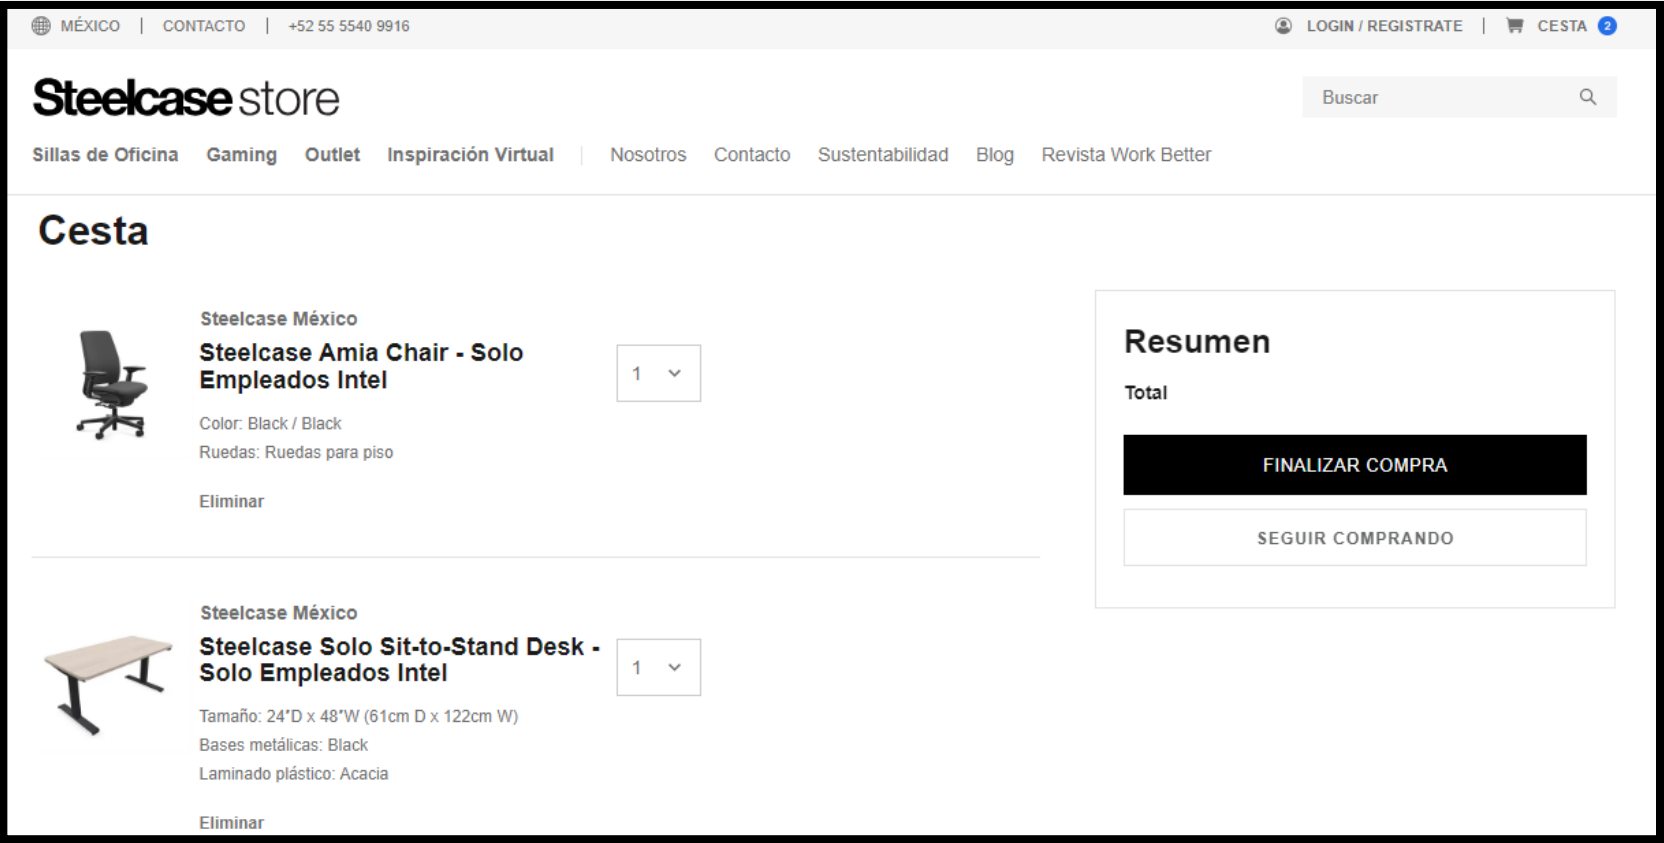 MÉXICO | CONTACTO | +52 55 5540 9916
LOGIN / REGISTRATE | CESTA 2
Steelcase store
Buscar
Sillas de Oficina Gaming Outlet Inspiración Virtual | Nosotros Contacto Sustentabilidad Blog Revista Work Better
Cesta
Steelcase México
Steelcase Amia Chair - Solo
Empleados Intel
1
Color: Black / Black
Ruedas: Ruedas para piso
Eliminar
Steelcase México
Steelcase Solo Sit-to-Stand Desk -
Solo Empleados Intel
1
Tamaño: 24"D x 48"W (61cm D x 122cm W)
Bases metálicas: Black
Laminado plástico: Acacia
Eliminar
Resumen
Total
FINALIZAR COMPRA
SEGUIR COMPRANDO